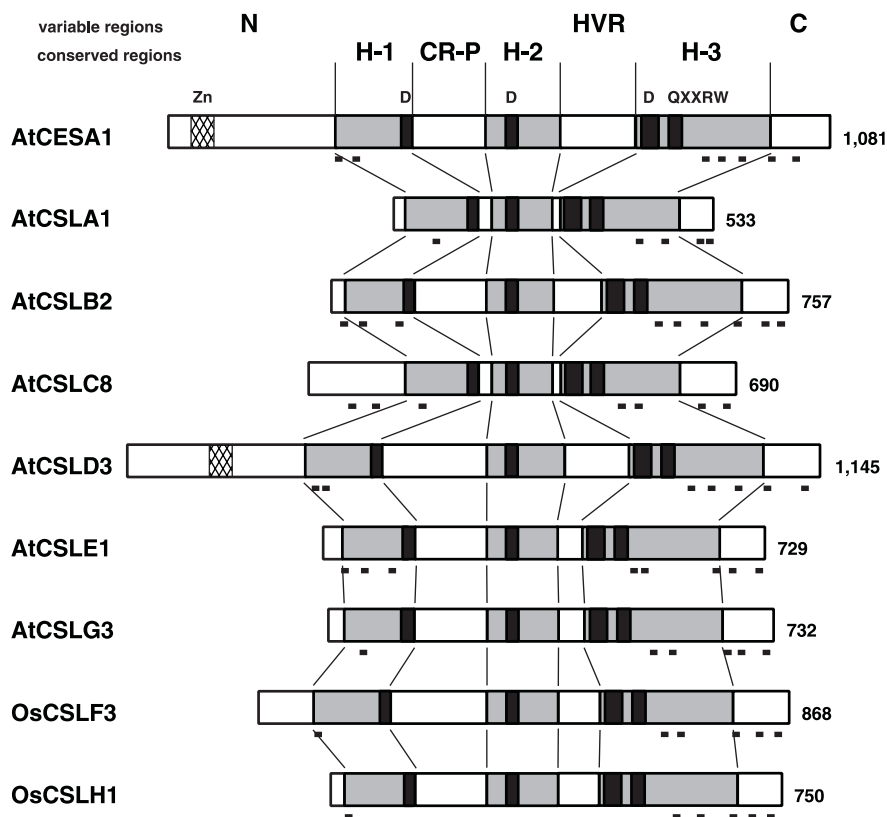 variable regions N HVR C
conserved regions H-1 CR-P H-2 H-3
Zn D D D QXXRW
AtCESA1 1,081
AtCSLA1 533
AtCSLB2 757
AtCSLC8 690
AtCSLD3 1,145
AtCSLE1 729
AtCSLG3 732
OsCSLF3 868
OsCSLH1 750